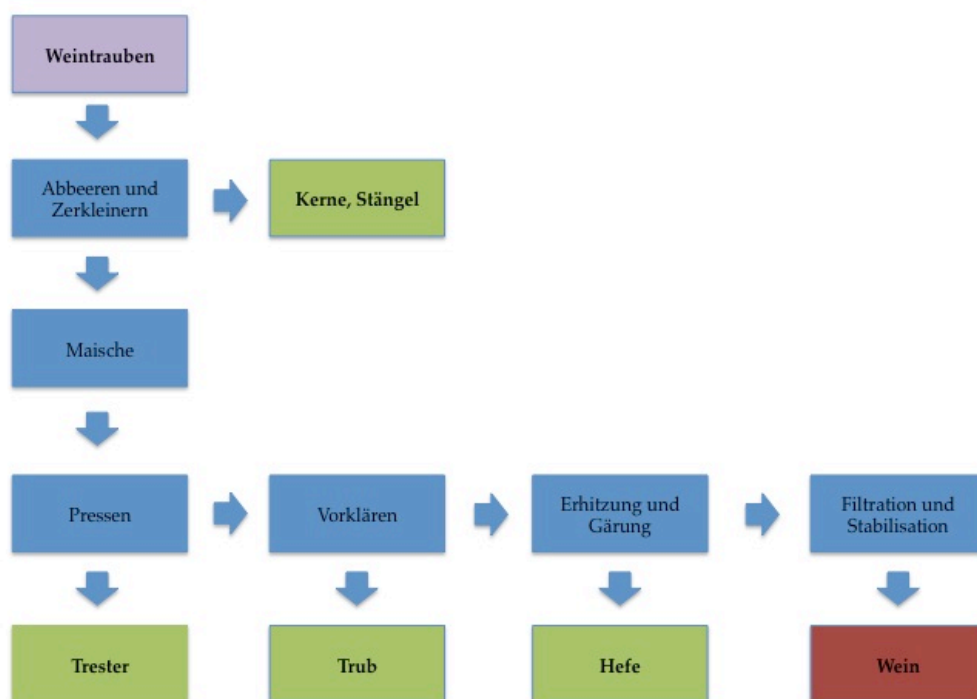 Weintrauben
Abbeeren und
Zerkleinern
Kerne, Stängel
Maische
Pressen
Vorklären
Erhitzung und
Gärung
Filtration und
Stabilisation
Trester
Trub
Hefe
Wein